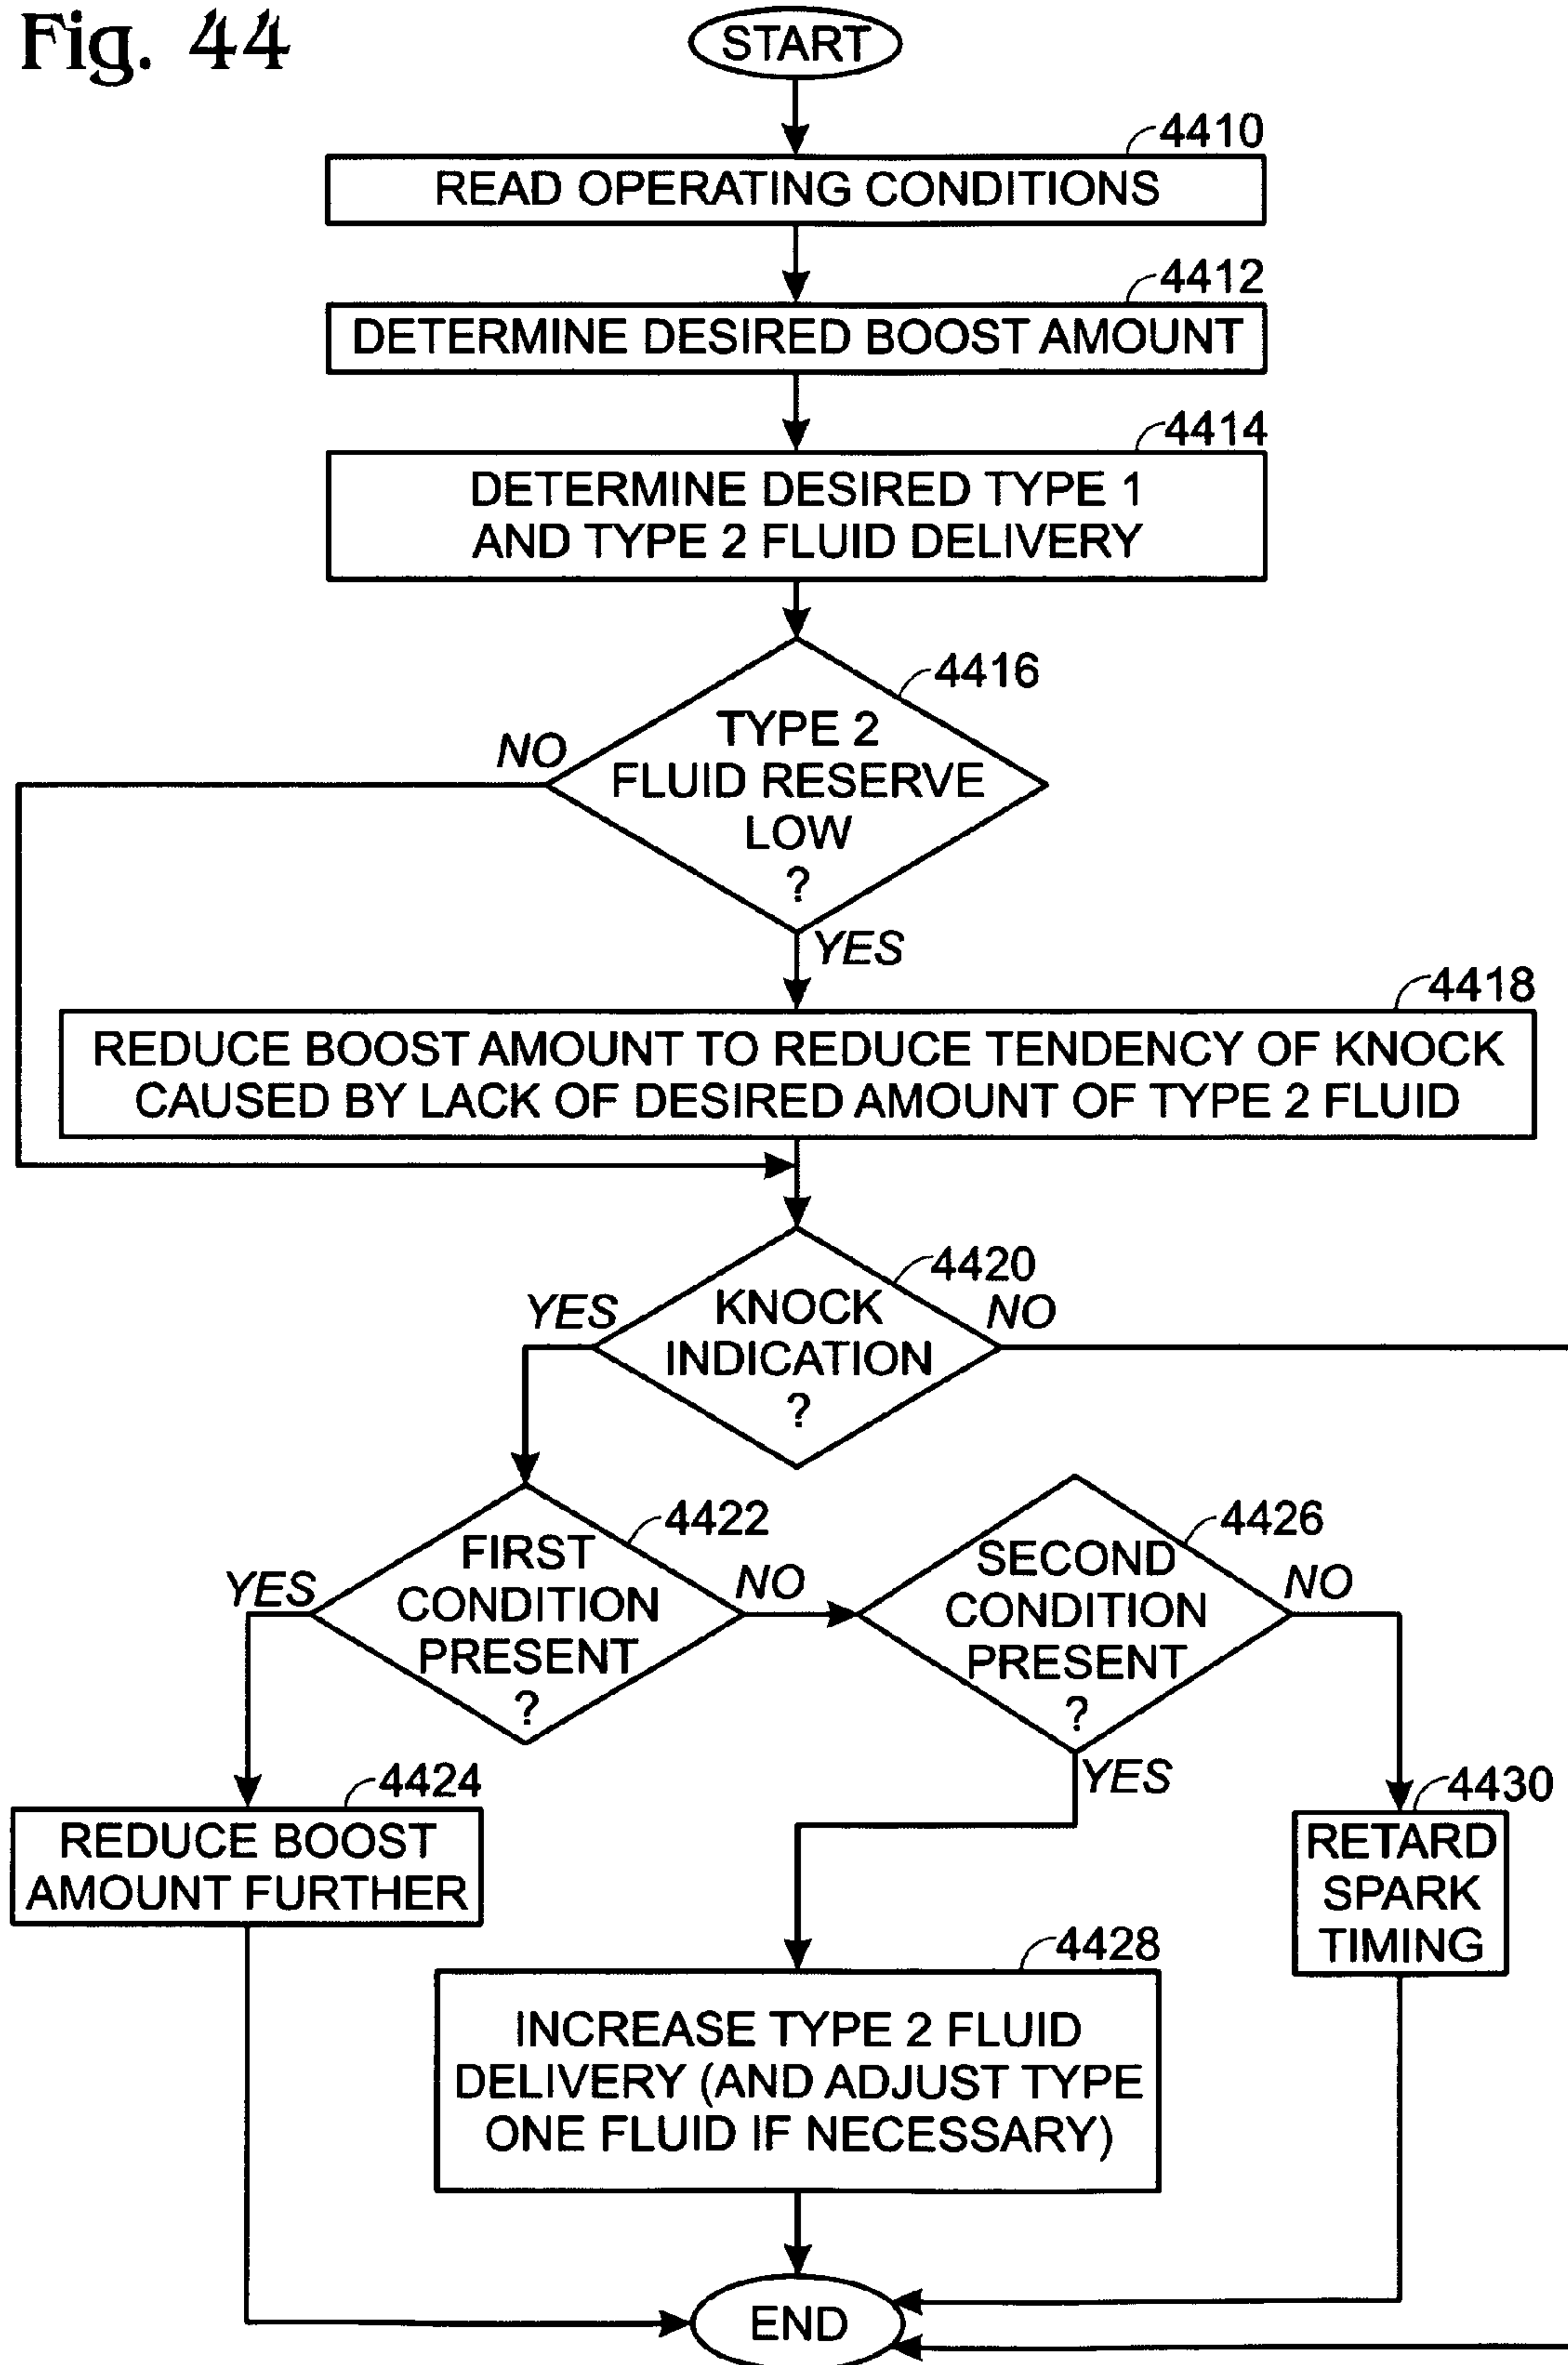 Fig. 44
START
4410
READ OPERATING CONDITIONS
4412
DETERMINE DESIRED BOOST AMOUNT
4414
DETERMINE DESIRED TYPE 1
AND TYPE 2 FLUID DELIVERY
4416
TYPE 2
FLUID RESERVE
LOW
?
NO
YES
4418
REDUCE BOOST AMOUNT TO REDUCE TENDENCY OF KNOCK
CAUSED BY LACK OF DESIRED AMOUNT OF TYPE 2 FLUID
4420
KNOCK
INDICATION
?
YES
NO
4422
FIRST
CONDITION
PRESENT
?
YES
NO
4426
SECOND
CONDITION
PRESENT
?
NO
YES
4424
REDUCE BOOST
AMOUNT FURTHER
4430
RETARD
SPARK
TIMING
4428
INCREASE TYPE 2 FLUID
DELIVERY (AND ADJUST TYPE
ONE FLUID IF NECESSARY)
END